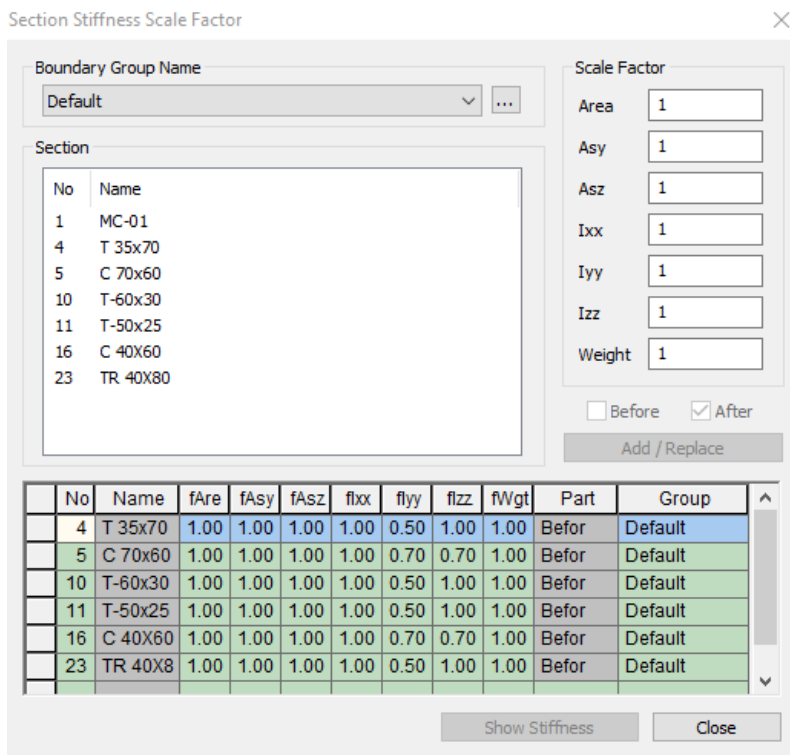 Section Stiffness Scale Factor
Boundary Group Name
Default
...
Section
No Name
1 MC-01
4 T 35x70
5 C 70x60
10 T-60x30
11 T-50x25
16 C 40X60
23 TR 40X80
Scale Factor
Area 1
Asy 1
Asz 1
Ixx 1
Iyy 1
Izz 1
Weight 1
Before After
Add / Replace
No Name fAre fAsy fAsz fIxx fIyy fIzz fWgt Part Group
4 T 35x70 1.00 1.00 1.00 1.00 0.50 1.00 1.00 Befor Default
5 C 70x60 1.00 1.00 1.00 1.00 0.70 0.70 1.00 Befor Default
10 T-60x30 1.00 1.00 1.00 1.00 0.50 1.00 1.00 Befor Default
11 T-50x25 1.00 1.00 1.00 1.00 0.50 1.00 1.00 Befor Default
16 C 40X60 1.00 1.00 1.00 1.00 0.70 0.70 1.00 Befor Default
23 TR 40X8 1.00 1.00 1.00 1.00 0.50 1.00 1.00 Befor Default
Show Stiffness Close